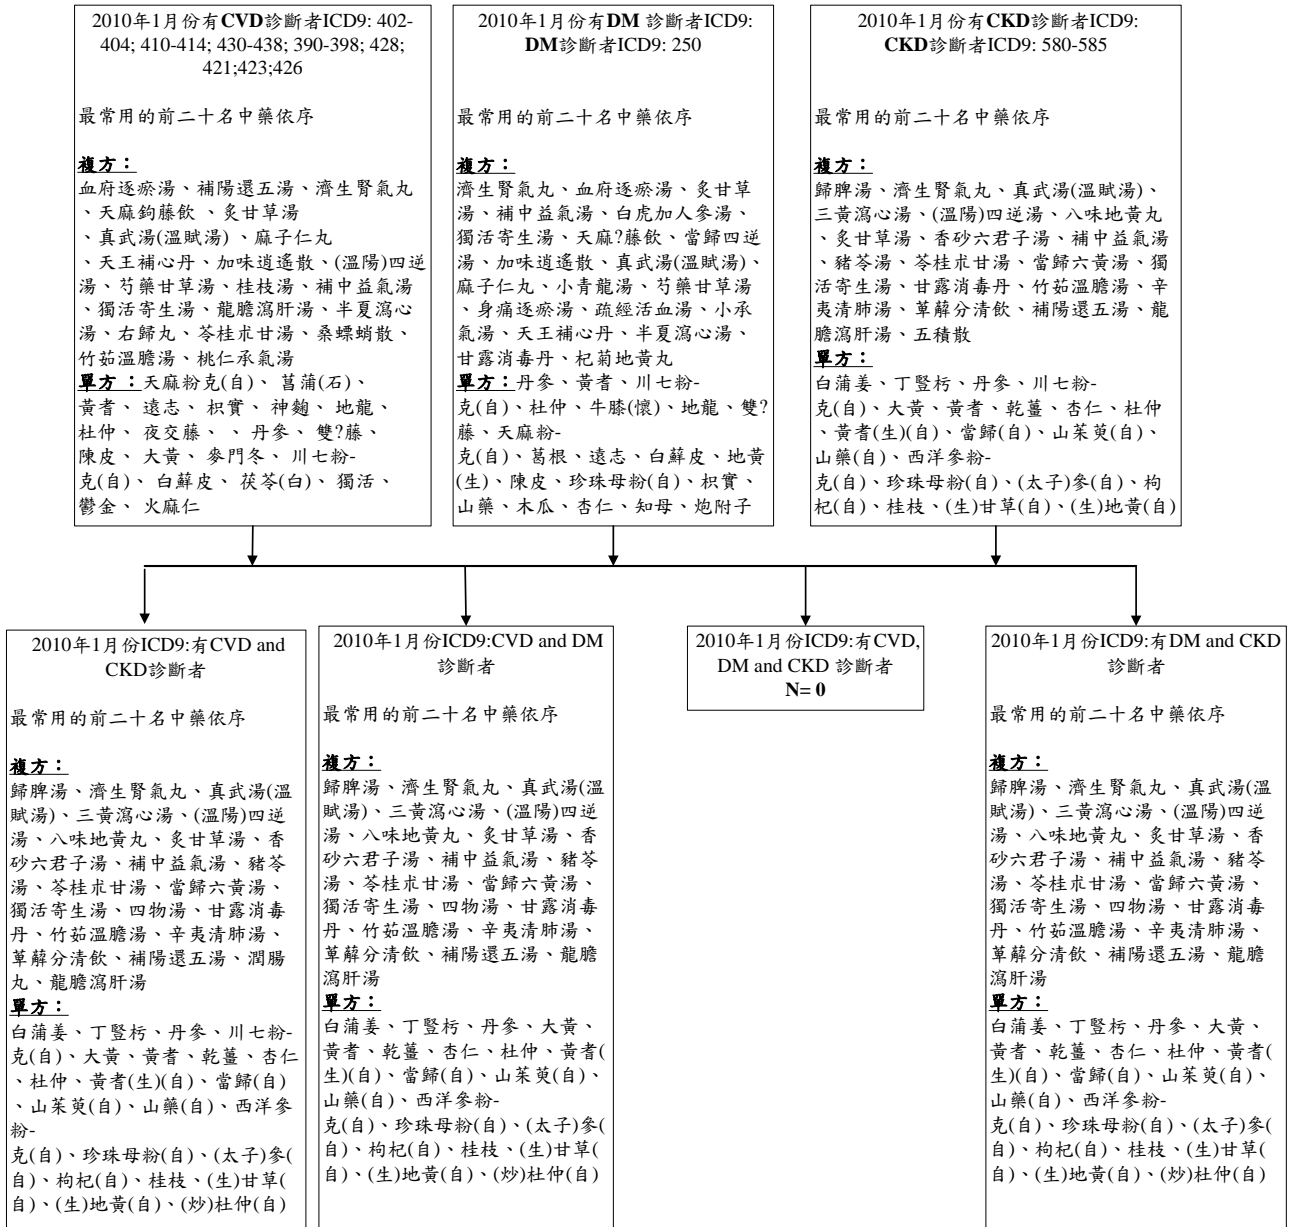 2010年1月份有CVD診斷者ICD9: 402-
404; 410-414; 430-438; 390-398; 428;
421;423;426
最常用的前二十名中藥依序
複方：
血府逐瘀湯、補陽還五湯、濟生腎氣丸
、天麻鉤藤飲 、炙甘草湯
、真武湯(溫賦湯) 、麻子仁丸
、天王補心丹、加味逍遙散、(溫陽)四逆
湯、芍藥甘草湯、桂枝湯、補中益氣湯
、獨活寄生湯、龍膽瀉肝湯、半夏瀉心
湯、右歸丸、苓桂朮甘湯、桑螵蛸散、
竹茹溫膽湯、桃仁承氣湯
單方 ：天麻粉克(自)、 菖蒲(石)、
黃耆、 遠志、 枳實、 神麴、 地龍、
杜仲、 夜交藤、 、 丹參、 雙?藤、
陳皮、 大黃、 麥門冬、 川七粉-
克(自)、 白蘚皮、 茯苓(白)、 獨活、
鬱金、 火麻仁
2010年1月份有DM 診斷者ICD9:
DM診斷者ICD9: 250
最常用的前二十名中藥依序
複方：
濟生腎氣丸、血府逐瘀湯、炙甘草
湯、補中益氣湯、白虎加人參湯、
獨活寄生湯、天麻?藤飲、當歸四逆
湯、加味逍遙散、真武湯(溫賦湯)、
麻子仁丸、小青龍湯、芍藥甘草湯
、身痛逐瘀湯、疏經活血湯、小承
氣湯、天王補心丹、半夏瀉心湯、
甘露消毒丹、杞菊地黃丸
單方：丹參、黃耆、川七粉-
克(自)、杜仲、牛膝(懷)、地龍、雙?
藤、天麻粉-
克(自)、葛根、遠志、白蘚皮、地黃
(生)、陳皮、珍珠母粉(自)、枳實、
山藥、木瓜、杏仁、知母、炮附子
2010年1月份有CKD診斷者ICD9:
CKD診斷者ICD9: 580-585
最常用的前二十名中藥依序
複方：
歸脾湯、濟生腎氣丸、真武湯(溫賦湯)、
三黃瀉心湯、(溫陽)四逆湯、八味地黃丸
、炙甘草湯、香砂六君子湯、補中益氣湯
、豬苓湯、苓桂朮甘湯、當歸六黃湯、獨
活寄生湯、甘露消毒丹、竹茹溫膽湯、辛
夷清肺湯、萆薢分清飲、補陽還五湯、龍
膽瀉肝湯、五積散
單方：
白蒲姜、丁豎杇、丹參、川七粉-
克(自)、大黃、黃耆、乾薑、杏仁、杜仲
、黃耆(生)(自)、當歸(自)、山茱萸(自)、
山藥(自)、西洋參粉-
克(自)、珍珠母粉(自)、(太子)參(自)、枸
杞(自)、桂枝、(生)甘草(自)、(生)地黃(自)
2010年1月份ICD9:有CVD and
CKD診斷者
最常用的前二十名中藥依序
複方：
歸脾湯、濟生腎氣丸、真武湯(溫
賦湯)、三黃瀉心湯、(溫陽)四逆
湯、八味地黃丸、炙甘草湯、香
砂六君子湯、補中益氣湯、豬苓
湯、苓桂朮甘湯、當歸六黃湯、
獨活寄生湯、四物湯、甘露消毒
丹、竹茹溫膽湯、辛夷清肺湯、
萆薢分清飲、補陽還五湯、潤腸
丸、龍膽瀉肝湯
單方：
白蒲姜、丁豎杇、丹參、川七粉-
克(自)、大黃、黃耆、乾薑、杏仁
、杜仲、黃耆(生)(自)、當歸(自)
、山茱萸(自)、山藥(自)、西洋參
粉-
克(自)、珍珠母粉(自)、(太子)參(
自)、枸杞(自)、桂枝、(生)甘草(
自)、(生)地黃(自)、(炒)杜仲(自)
2010年1月份ICD9:CVD and DM
診斷者
最常用的前二十名中藥依序
複方：
歸脾湯、濟生腎氣丸、真武湯(溫
賦湯)、三黃瀉心湯、(溫陽)四逆
湯、八味地黃丸、炙甘草湯、香
砂六君子湯、補中益氣湯、豬苓
湯、苓桂朮甘湯、當歸六黃湯、
獨活寄生湯、四物湯、甘露消毒
丹、竹茹溫膽湯、辛夷清肺湯、
萆薢分清飲、補陽還五湯、龍膽
瀉肝湯
單方：
白蒲姜、丁豎杇、丹參、大黃、
黃耆、乾薑、杏仁、杜仲、黃耆(
生)(自)、當歸(自)、山茱萸(自)、
山藥(自)、西洋參粉-
克(自)、珍珠母粉(自)、(太子)參(
自)、枸杞(自)、桂枝、(生)甘草(
自)、(生)地黃(自)、(炒)杜仲(自)
2010年1月份ICD9:有CVD,
DM and CKD 診斷者
N= 0
2010年1月份ICD9:有DM and CKD
診斷者
最常用的前二十名中藥依序
複方：
歸脾湯、濟生腎氣丸、真武湯(溫
賦湯)、三黃瀉心湯、(溫陽)四逆
湯、八味地黃丸、炙甘草湯、香
砂六君子湯、補中益氣湯、豬苓
湯、苓桂朮甘湯、當歸六黃湯、
獨活寄生湯、四物湯、甘露消毒
丹、竹茹溫膽湯、辛夷清肺湯、
萆薢分清飲、補陽還五湯、龍膽
瀉肝湯
單方：
白蒲姜、丁豎杇、丹參、大黃、
黃耆、乾薑、杏仁、杜仲、黃耆(
生)(自)、當歸(自)、山茱萸(自)、
山藥(自)、西洋參粉-
克(自)、珍珠母粉(自)、(太子)參(
自)、枸杞(自)、桂枝、(生)甘草(
自)、(生)地黃(自)、(炒)杜仲(自)